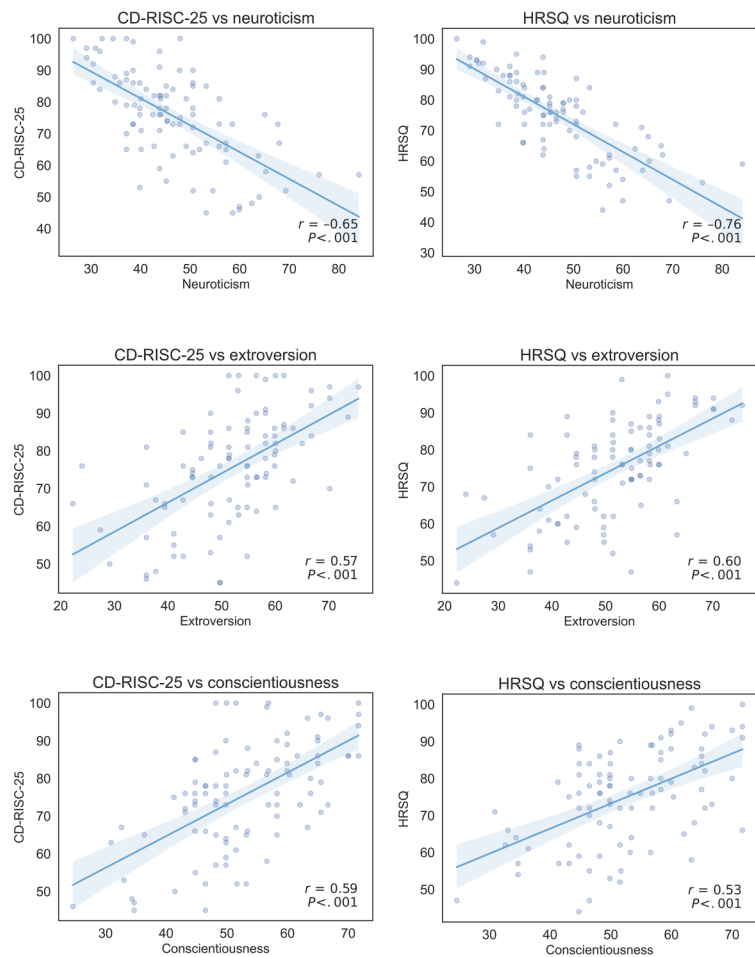 CD-RISC-25 vs neuroticism
HRSQ vs neuroticism
100
90
80
70
60
50
40
CD-RISC-25
r = –0.65
P<.001
30 40 50 60 70 80
Neuroticism
100
90
80
70
60
50
40
30
HRSQ
r = –0.76
P<.001
30 40 50 60 70 80
Neuroticism
CD-RISC-25 vs extroversion
HRSQ vs extroversion
100
90
80
70
60
50
CD-RISC-25
r = 0.57
P<.001
20 30 40 50 60 70
Extroversion
100
90
80
70
60
50
HRSQ
r = 0.60
P<.001
30 40 50 60 70
Extroversion
CD-RISC-25 vs conscientiousness
HRSQ vs conscientiousness
100
90
80
70
60
50
CD-RISC-25
r = 0.59
P<.001
30 40 50 60 70
Conscientiousness
100
90
80
70
60
50
HRSQ
r = 0.53
P<.001
30 40 50 60 70
Conscientiousness